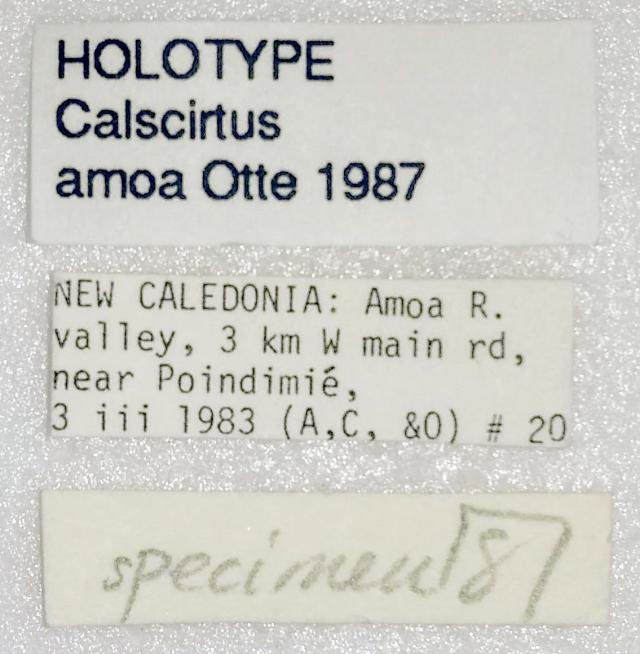 HOLOTYPE
Calscirtus
amoa Otte 1987
NEW CALEDONIA: Amoa R.
valley, 3 km W main rd,
near Poindimié,
3 iii 1983 (A,C, &O) # 20
specimen 8